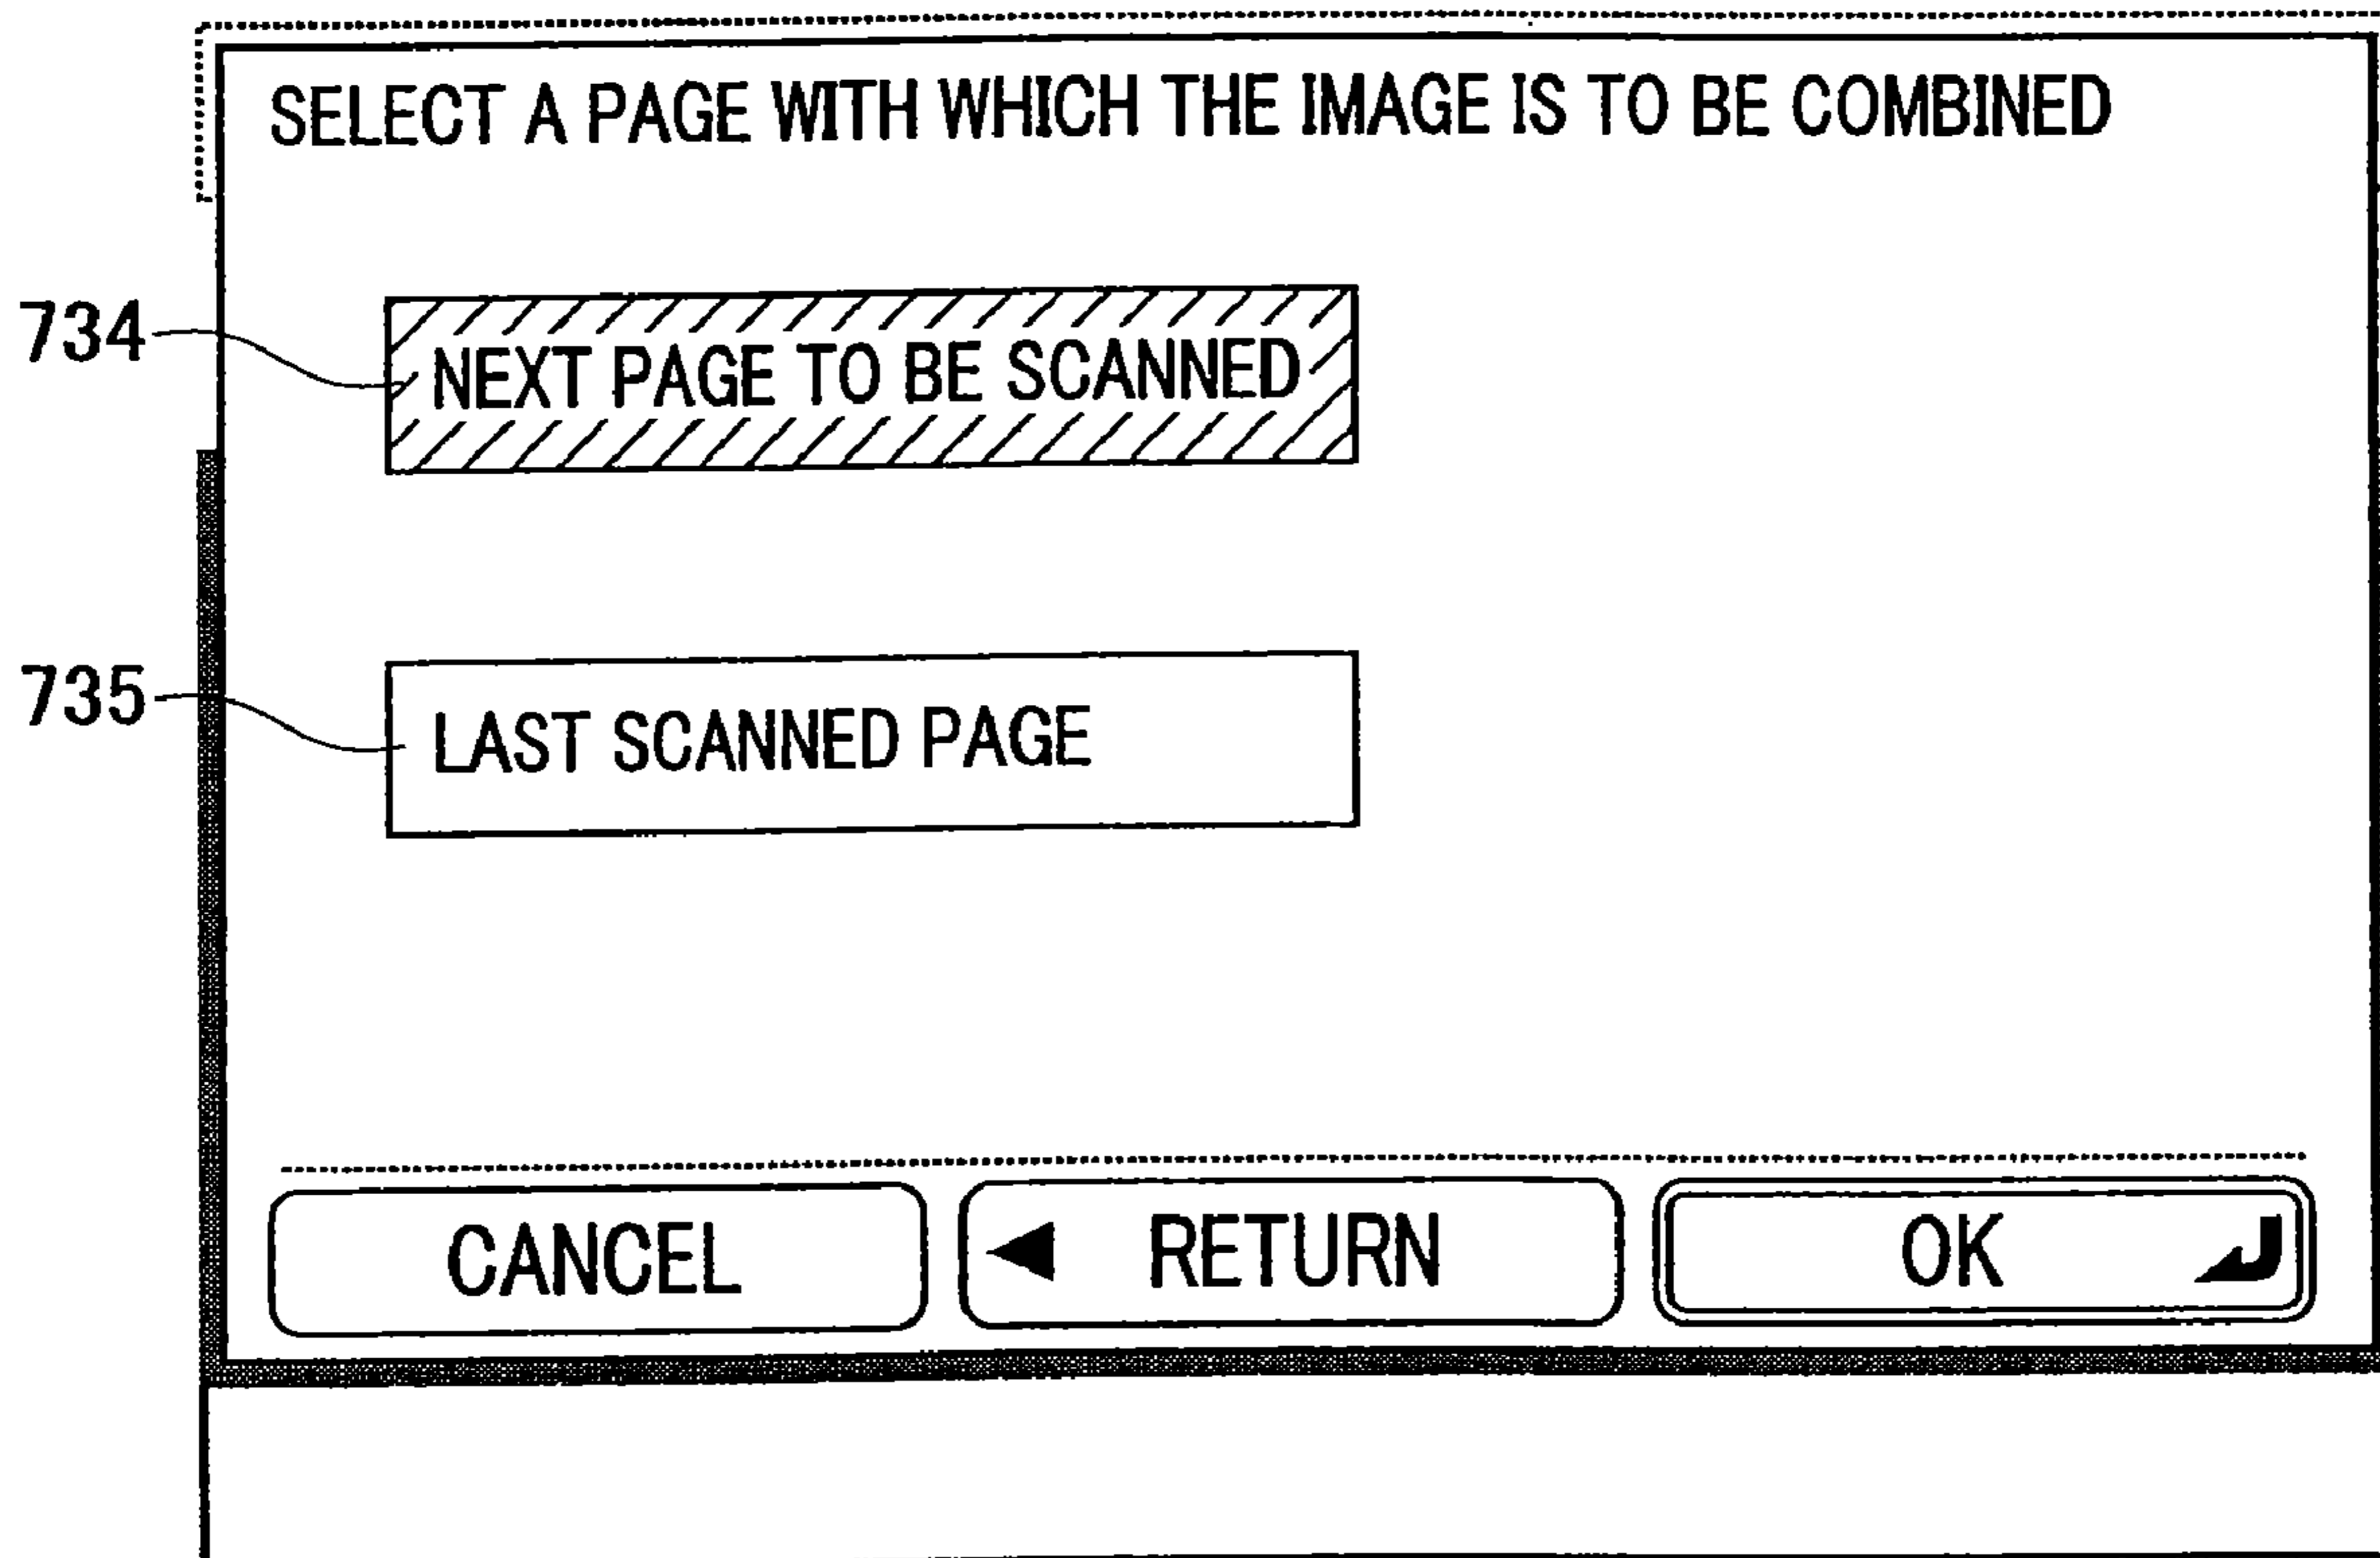 SELECT A PAGE WITH WHICH THE IMAGE IS TO BE COMBINED
734
NEXT PAGE TO BE SCANNED
735
LAST SCANNED PAGE
CANCEL
RETURN
OK